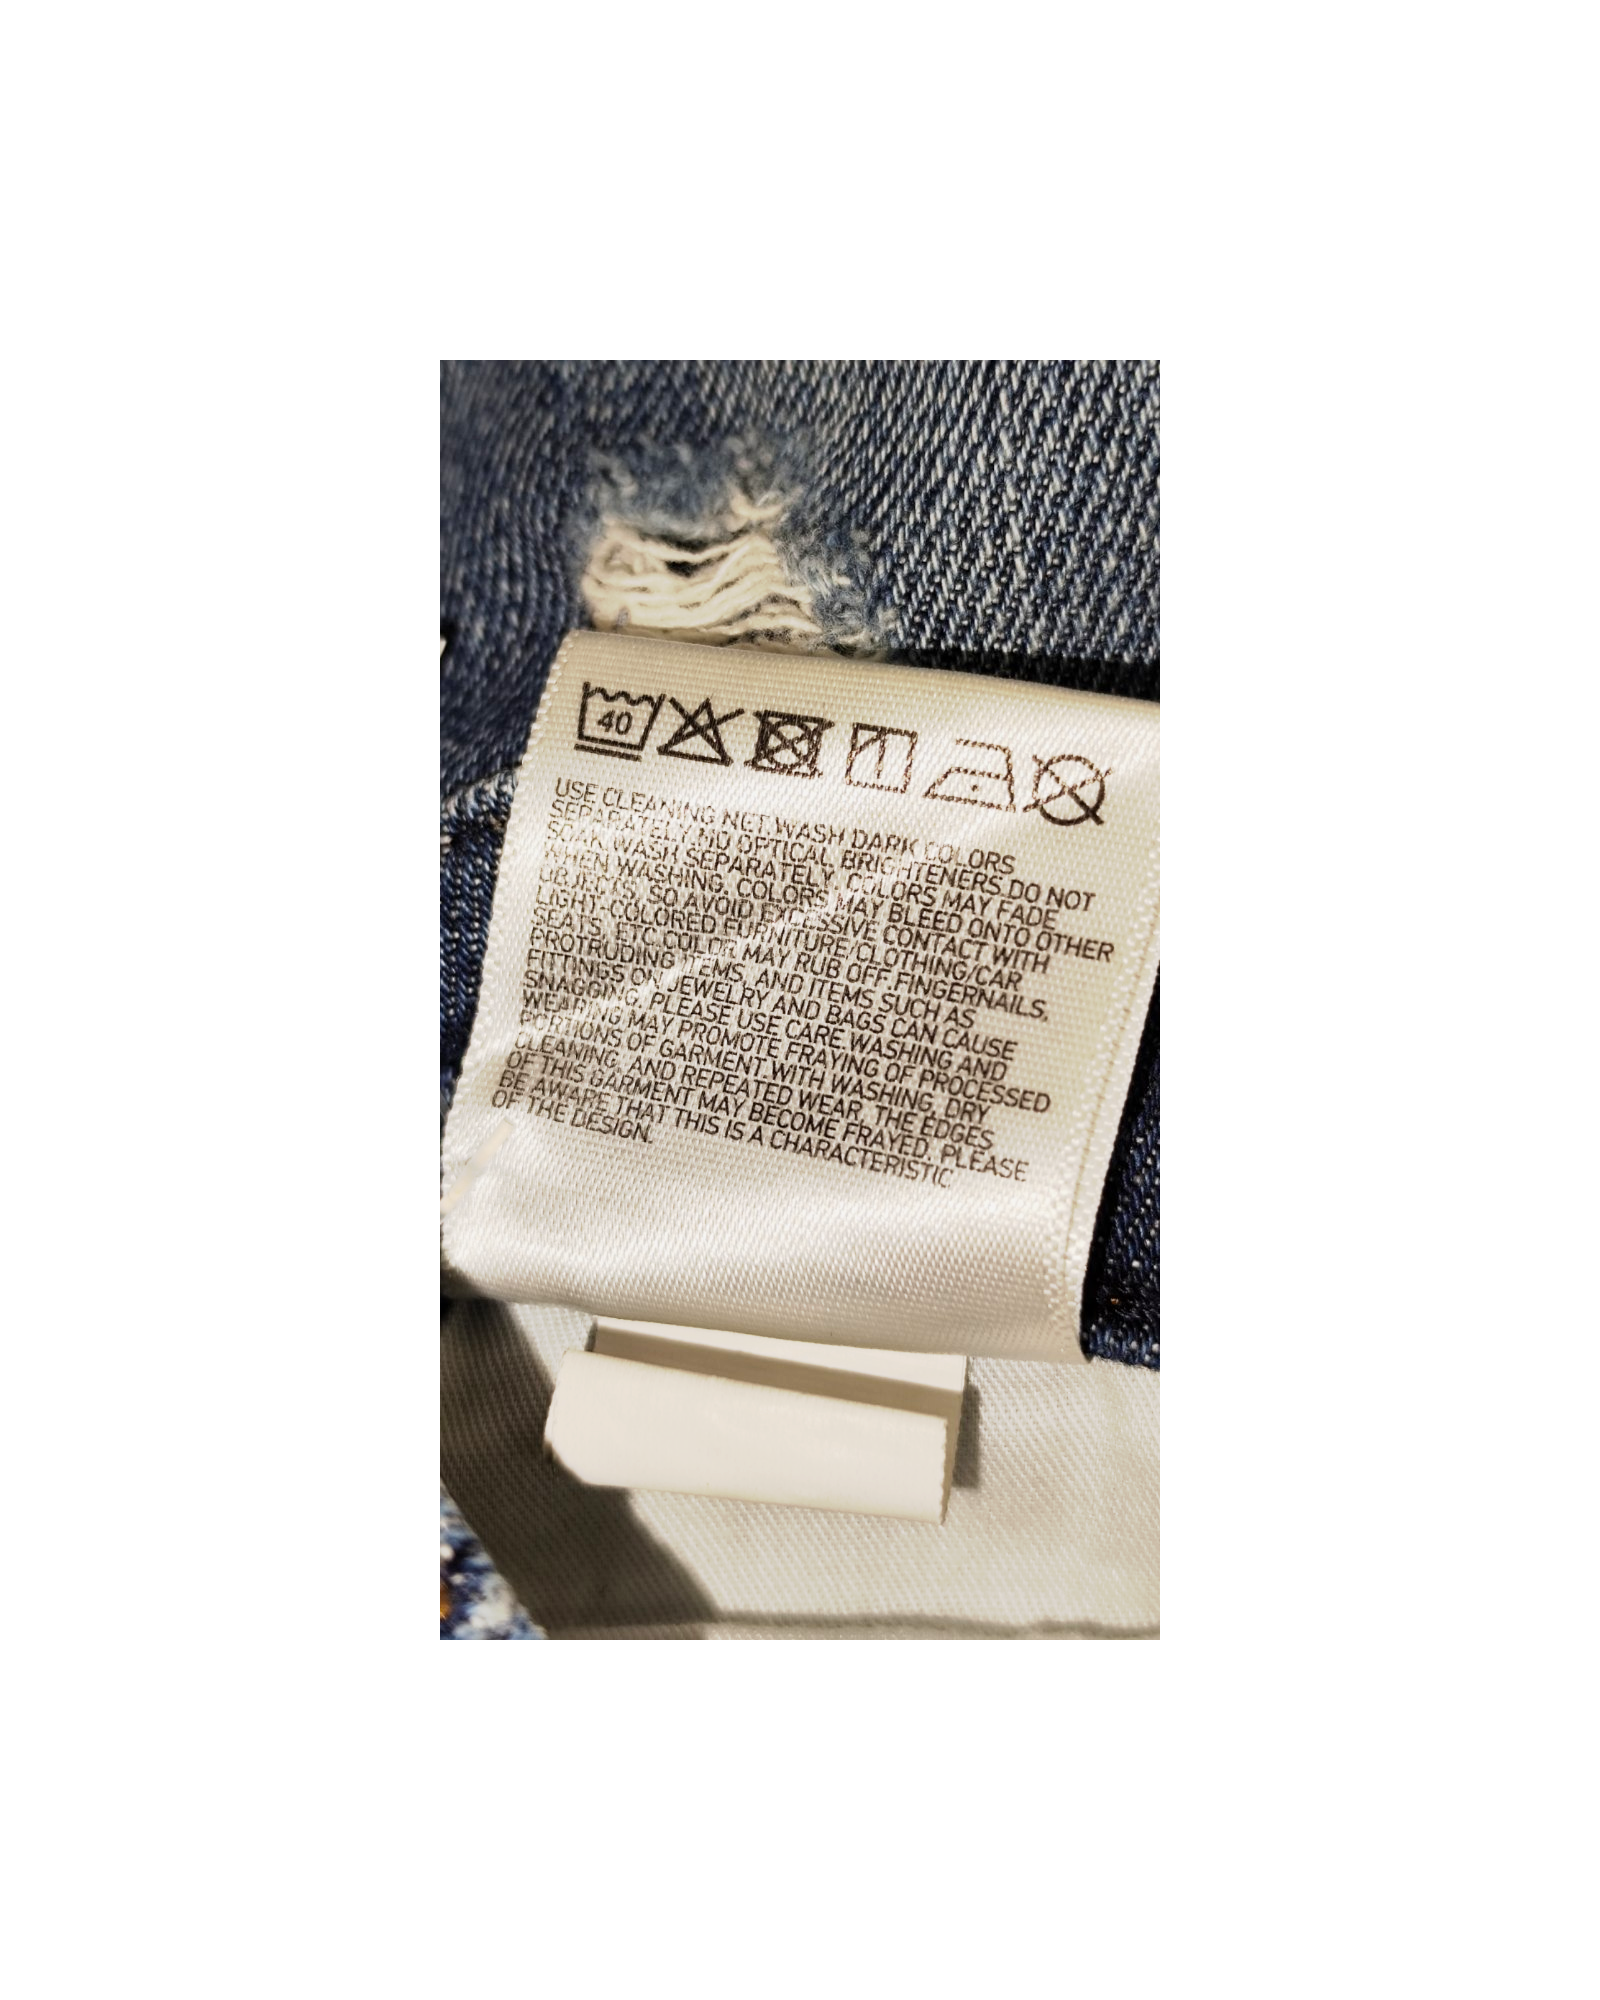 40
USE CLEANING NET.WASH DARK COLORS
SEPARATELY.NO OPTICAL BRIGHTENERS.DO NOT
SOAK.WASH SEPARATELY. COLORS MAY FADE
WHEN WASHING. COLORS MAY BLEED ONTO OTHER
OBJECTS, SO AVOID EXCESSIVE CONTACT WITH
LIGHT-COLORED FURNITURE/CLOTHING/CAR
SEATS, ETC.COLOR MAY RUB OFF.FINGERNAILS,
PROTRUDING ITEMS, AND ITEMS SUCH AS
FITTINGS ON JEWELRY AND BAGS CAN CAUSE
SNAGGING. PLEASE USE CARE.WASHING AND
WEARING MAY PROMOTE FRAYING OF PROCESSED
PORTIONS OF GARMENT.WITH WASHING, DRY
CLEANING, AND REPEATED WEAR, THE EDGES
OF THIS GARMENT MAY BECOME FRAYED. PLEASE
BE AWARE THAT THIS IS A CHARACTERISTIC
OF THE DESIGN.